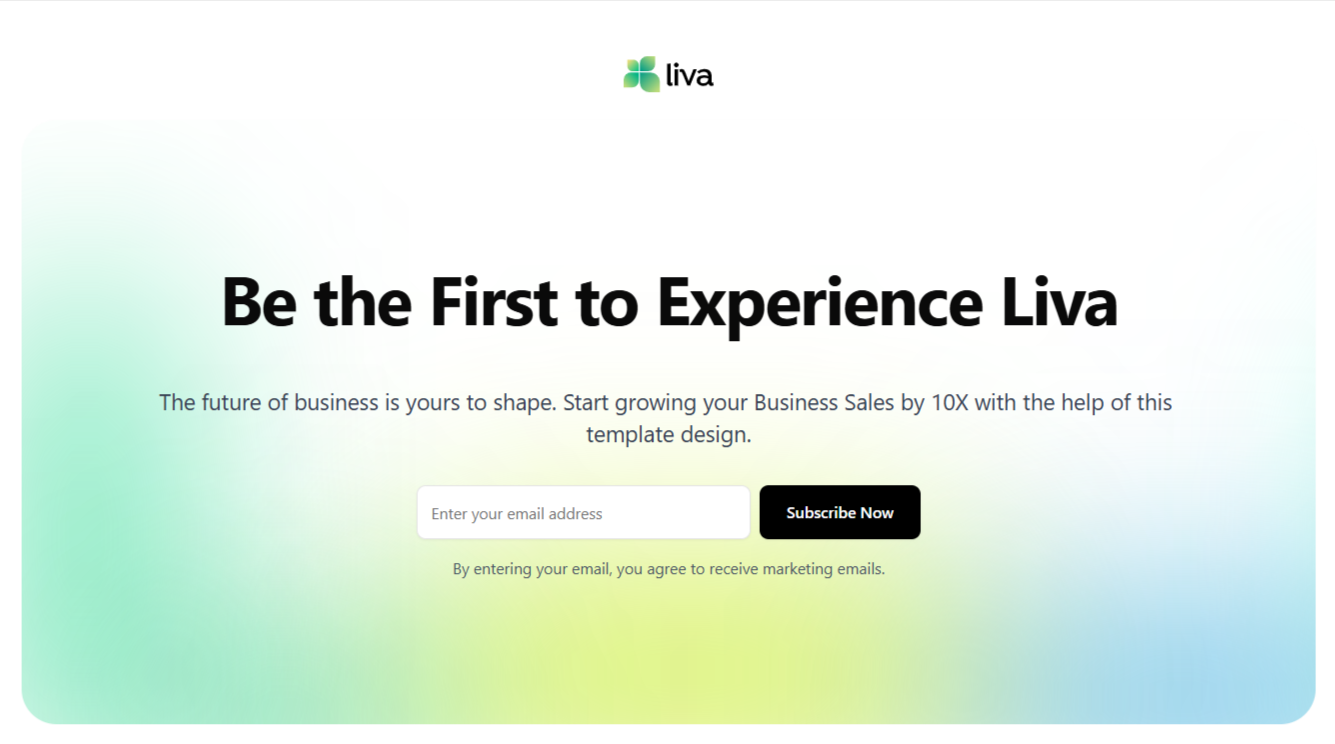 liva
Be the First to Experience Liva
The future of business is yours to shape. Start growing your Business Sales by 10X with the help of this
template design.
Enter your email address
Subscribe Now
By entering your email, you agree to receive marketing emails.